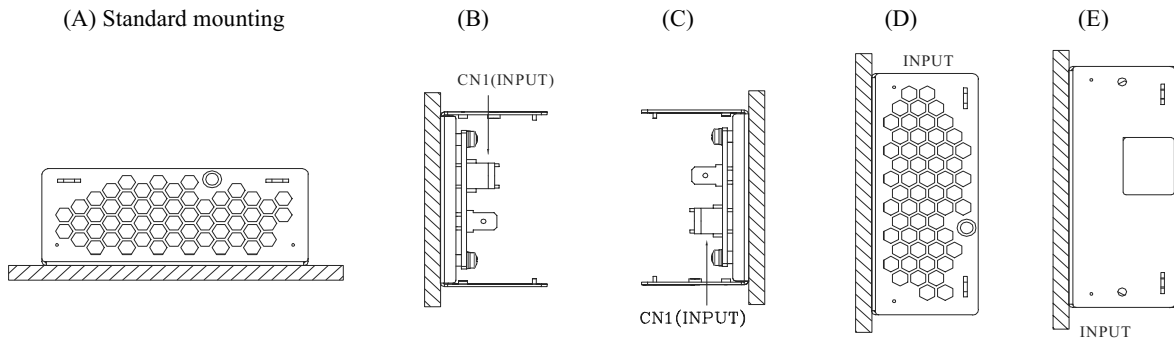 (A) Standard mounting
(B)
(C)
(D)
(E)
CN1(INPUT)
CN1(INPUT)
INPUT
INPUT